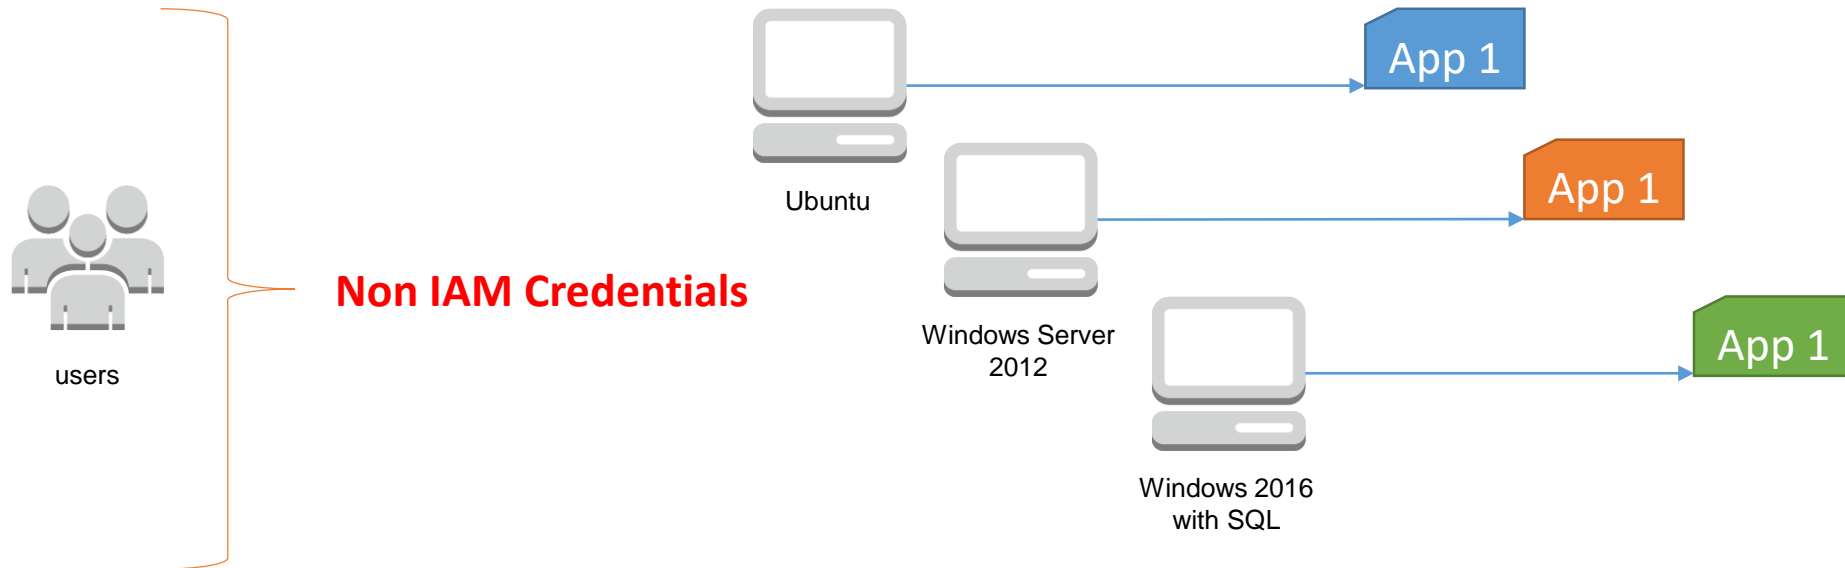 App 1
Ubuntu
App 1
Non IAM Credentials
Windows Server
2012
App 1
users
Windows 2016
with SQL